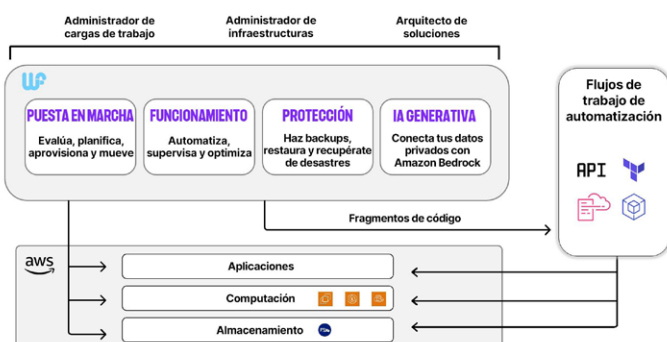 Administrador de
cargas de trabajo
Administrador de
infraestructuras
Arquitecto de
soluciones
WF
PUESTA EN MARCHA
Evalúa, planifica,
aprovisiona y mueve
FUNCIONAMIENTO
Automatiza,
supervisa y optimiza
PROTECCIÓN
Haz backups,
restaura y recupérate
de desastres
IA GENERATIVA
Conecta tus datos
privados con
Amazon Bedrock
Flujos de
trabajo de
automatización
API
Fragmentos de código
aws
Aplicaciones
Computación
Almacenamiento